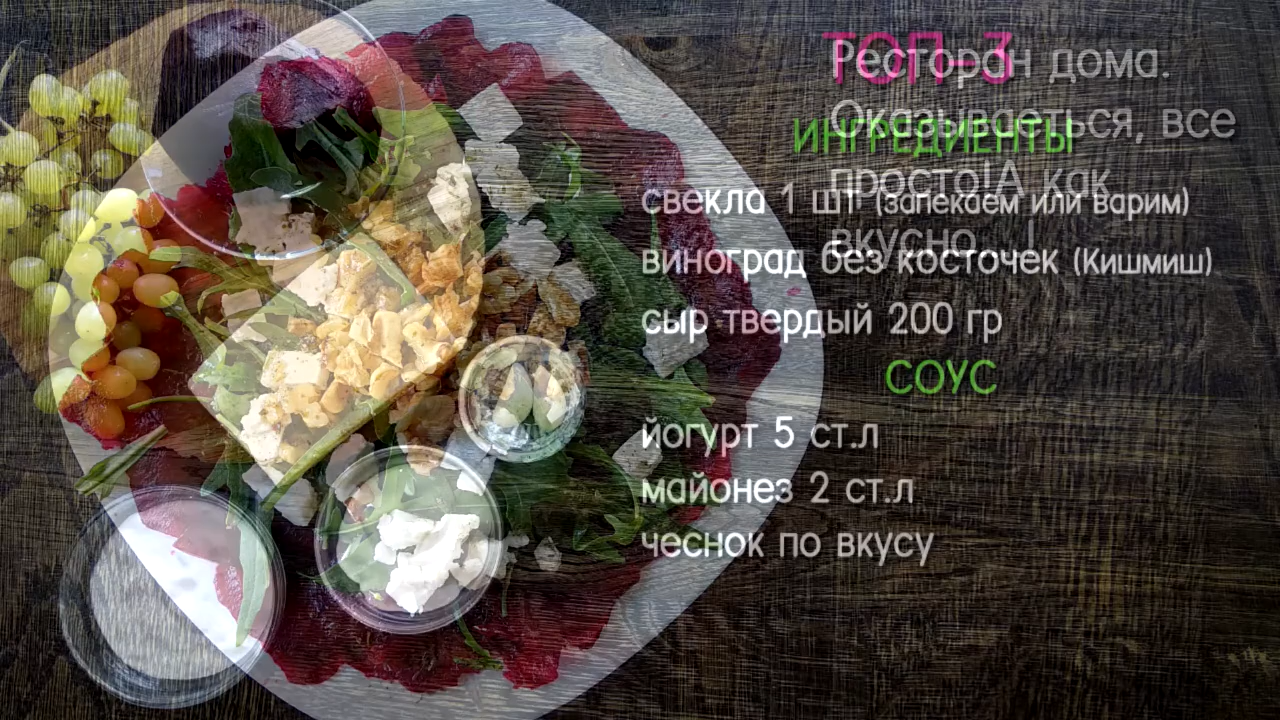 ТОП-3
Ресторан дома.
Оказывается, все
просто!А как
вкусно...!
ИНГРЕДИЕНТЫ
свекла 1 шт (запекаем или варим)
виноград без косточек (Кишмиш)
сыр твердый 200 гр
СОУС
йогурт 5 ст.л
майонез 2 ст.л
чеснок по вкусу